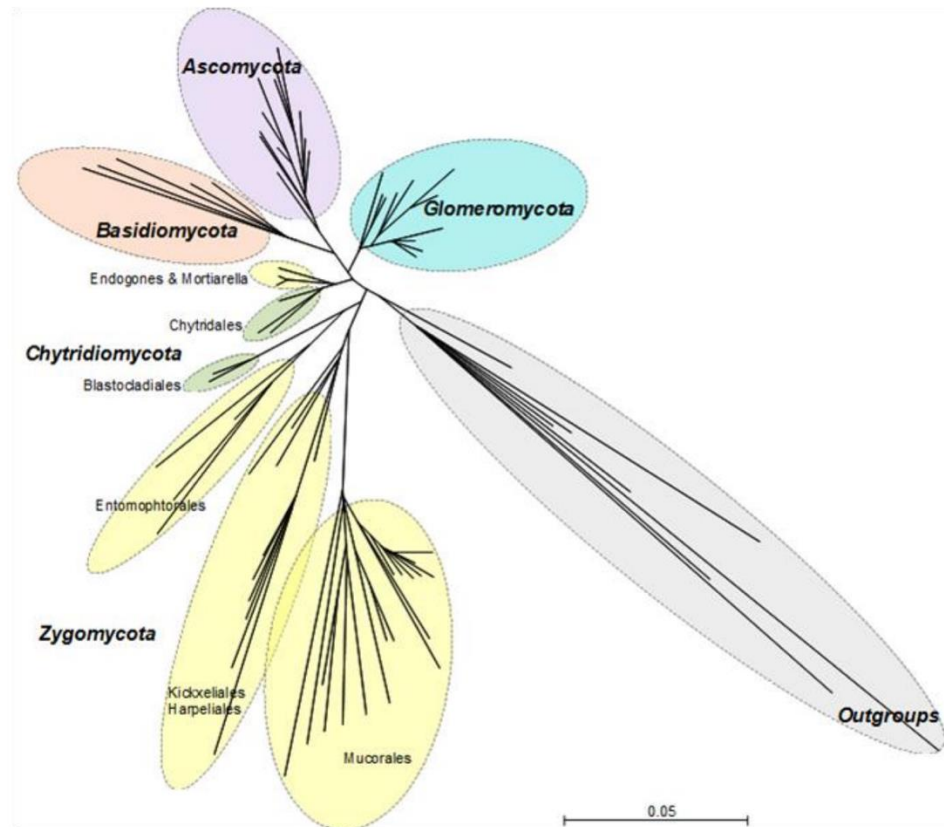 Ascomycota
Glomeromycota
Basidiomycota
Endogones & Mortiarella
Chytridales
Chytridiomycota
Blastocladiales
Entomophtorales
Zygomycota
Kickxeliales
Harpeliales
Outgroups
Mucorales
0.05